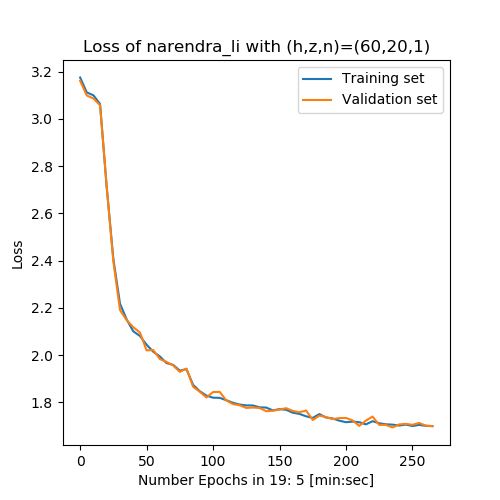 Loss of narendra_li with (h,z,n)=(60,20,1)
Training set
Validation set
3.2
3.0
2.8
2.6
2.4
2.2
2.0
1.8
Loss
0 50 100 150 200 250
Number Epochs in 19: 5 [min:sec]